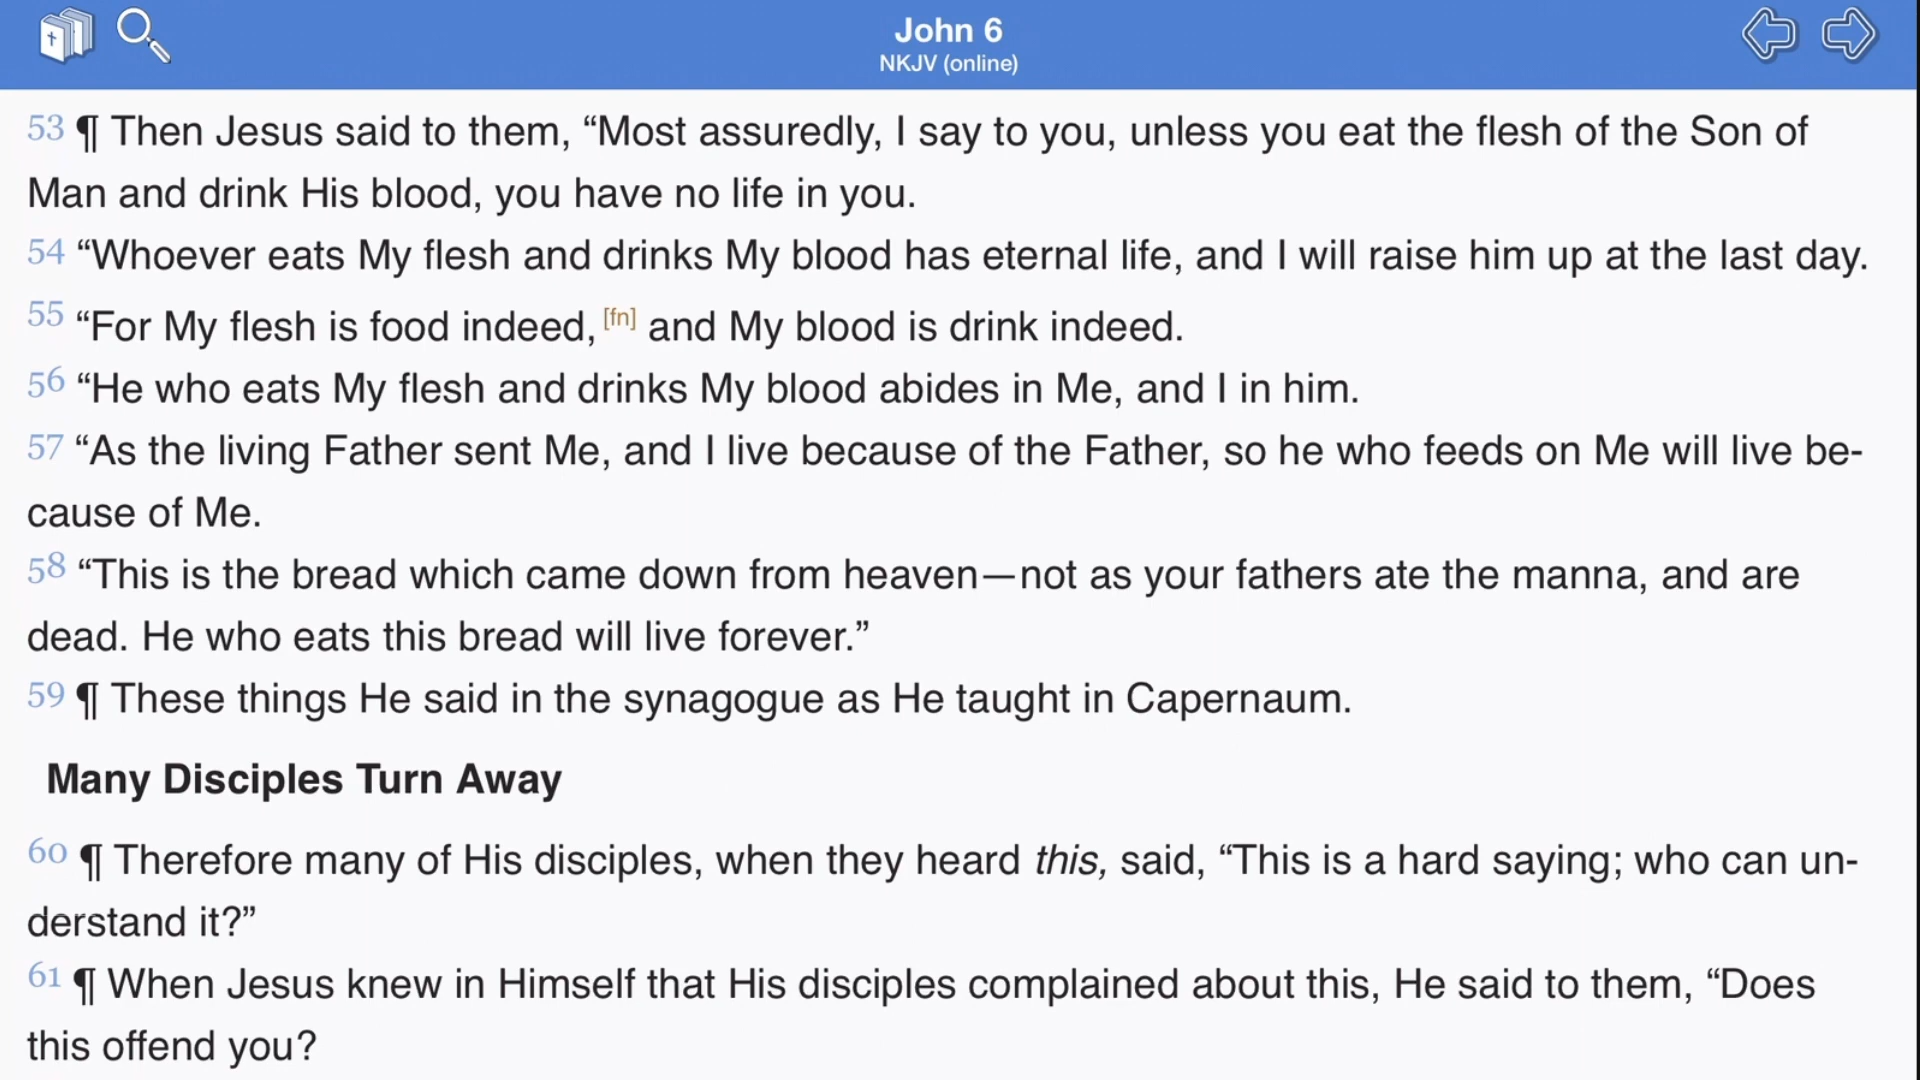 John 6
NKJV (online)
53 ¶ Then Jesus said to them, “Most assuredly, I say to you, unless you eat the flesh of the Son of
Man and drink His blood, you have no life in you.
54 “Whoever eats My flesh and drinks My blood has eternal life, and I will raise him up at the last day.
55 “For My flesh is food indeed, [fn] and My blood is drink indeed.
56 “He who eats My flesh and drinks My blood abides in Me, and I in him.
57 “As the living Father sent Me, and I live because of the Father, so he who feeds on Me will live be-
cause of Me.
58 “This is the bread which came down from heaven—not as your fathers ate the manna, and are
dead. He who eats this bread will live forever.”
59 ¶ These things He said in the synagogue as He taught in Capernaum.
Many Disciples Turn Away
60 ¶ Therefore many of His disciples, when they heard this, said, “This is a hard saying; who can un-
derstand it?”
61 ¶ When Jesus knew in Himself that His disciples complained about this, He said to them, “Does
this offend you?